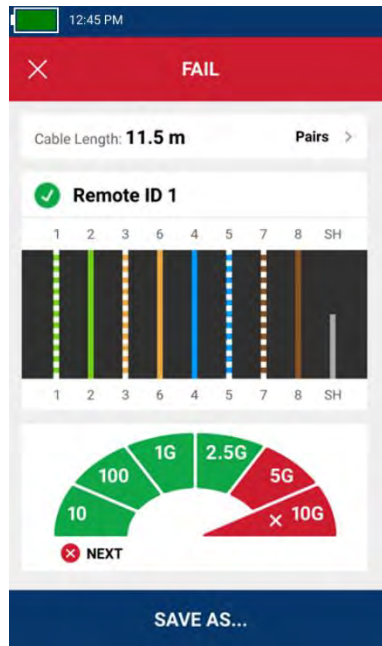 12:45 PM
FAIL
Cable Length: 11.5 m Pairs >
Remote ID 1
1 2 3 6 4 5 7 8 SH
1 2 3 6 4 5 7 8 SH
10 100 1G 2.5G 5G 10G
NEXT
SAVE AS...